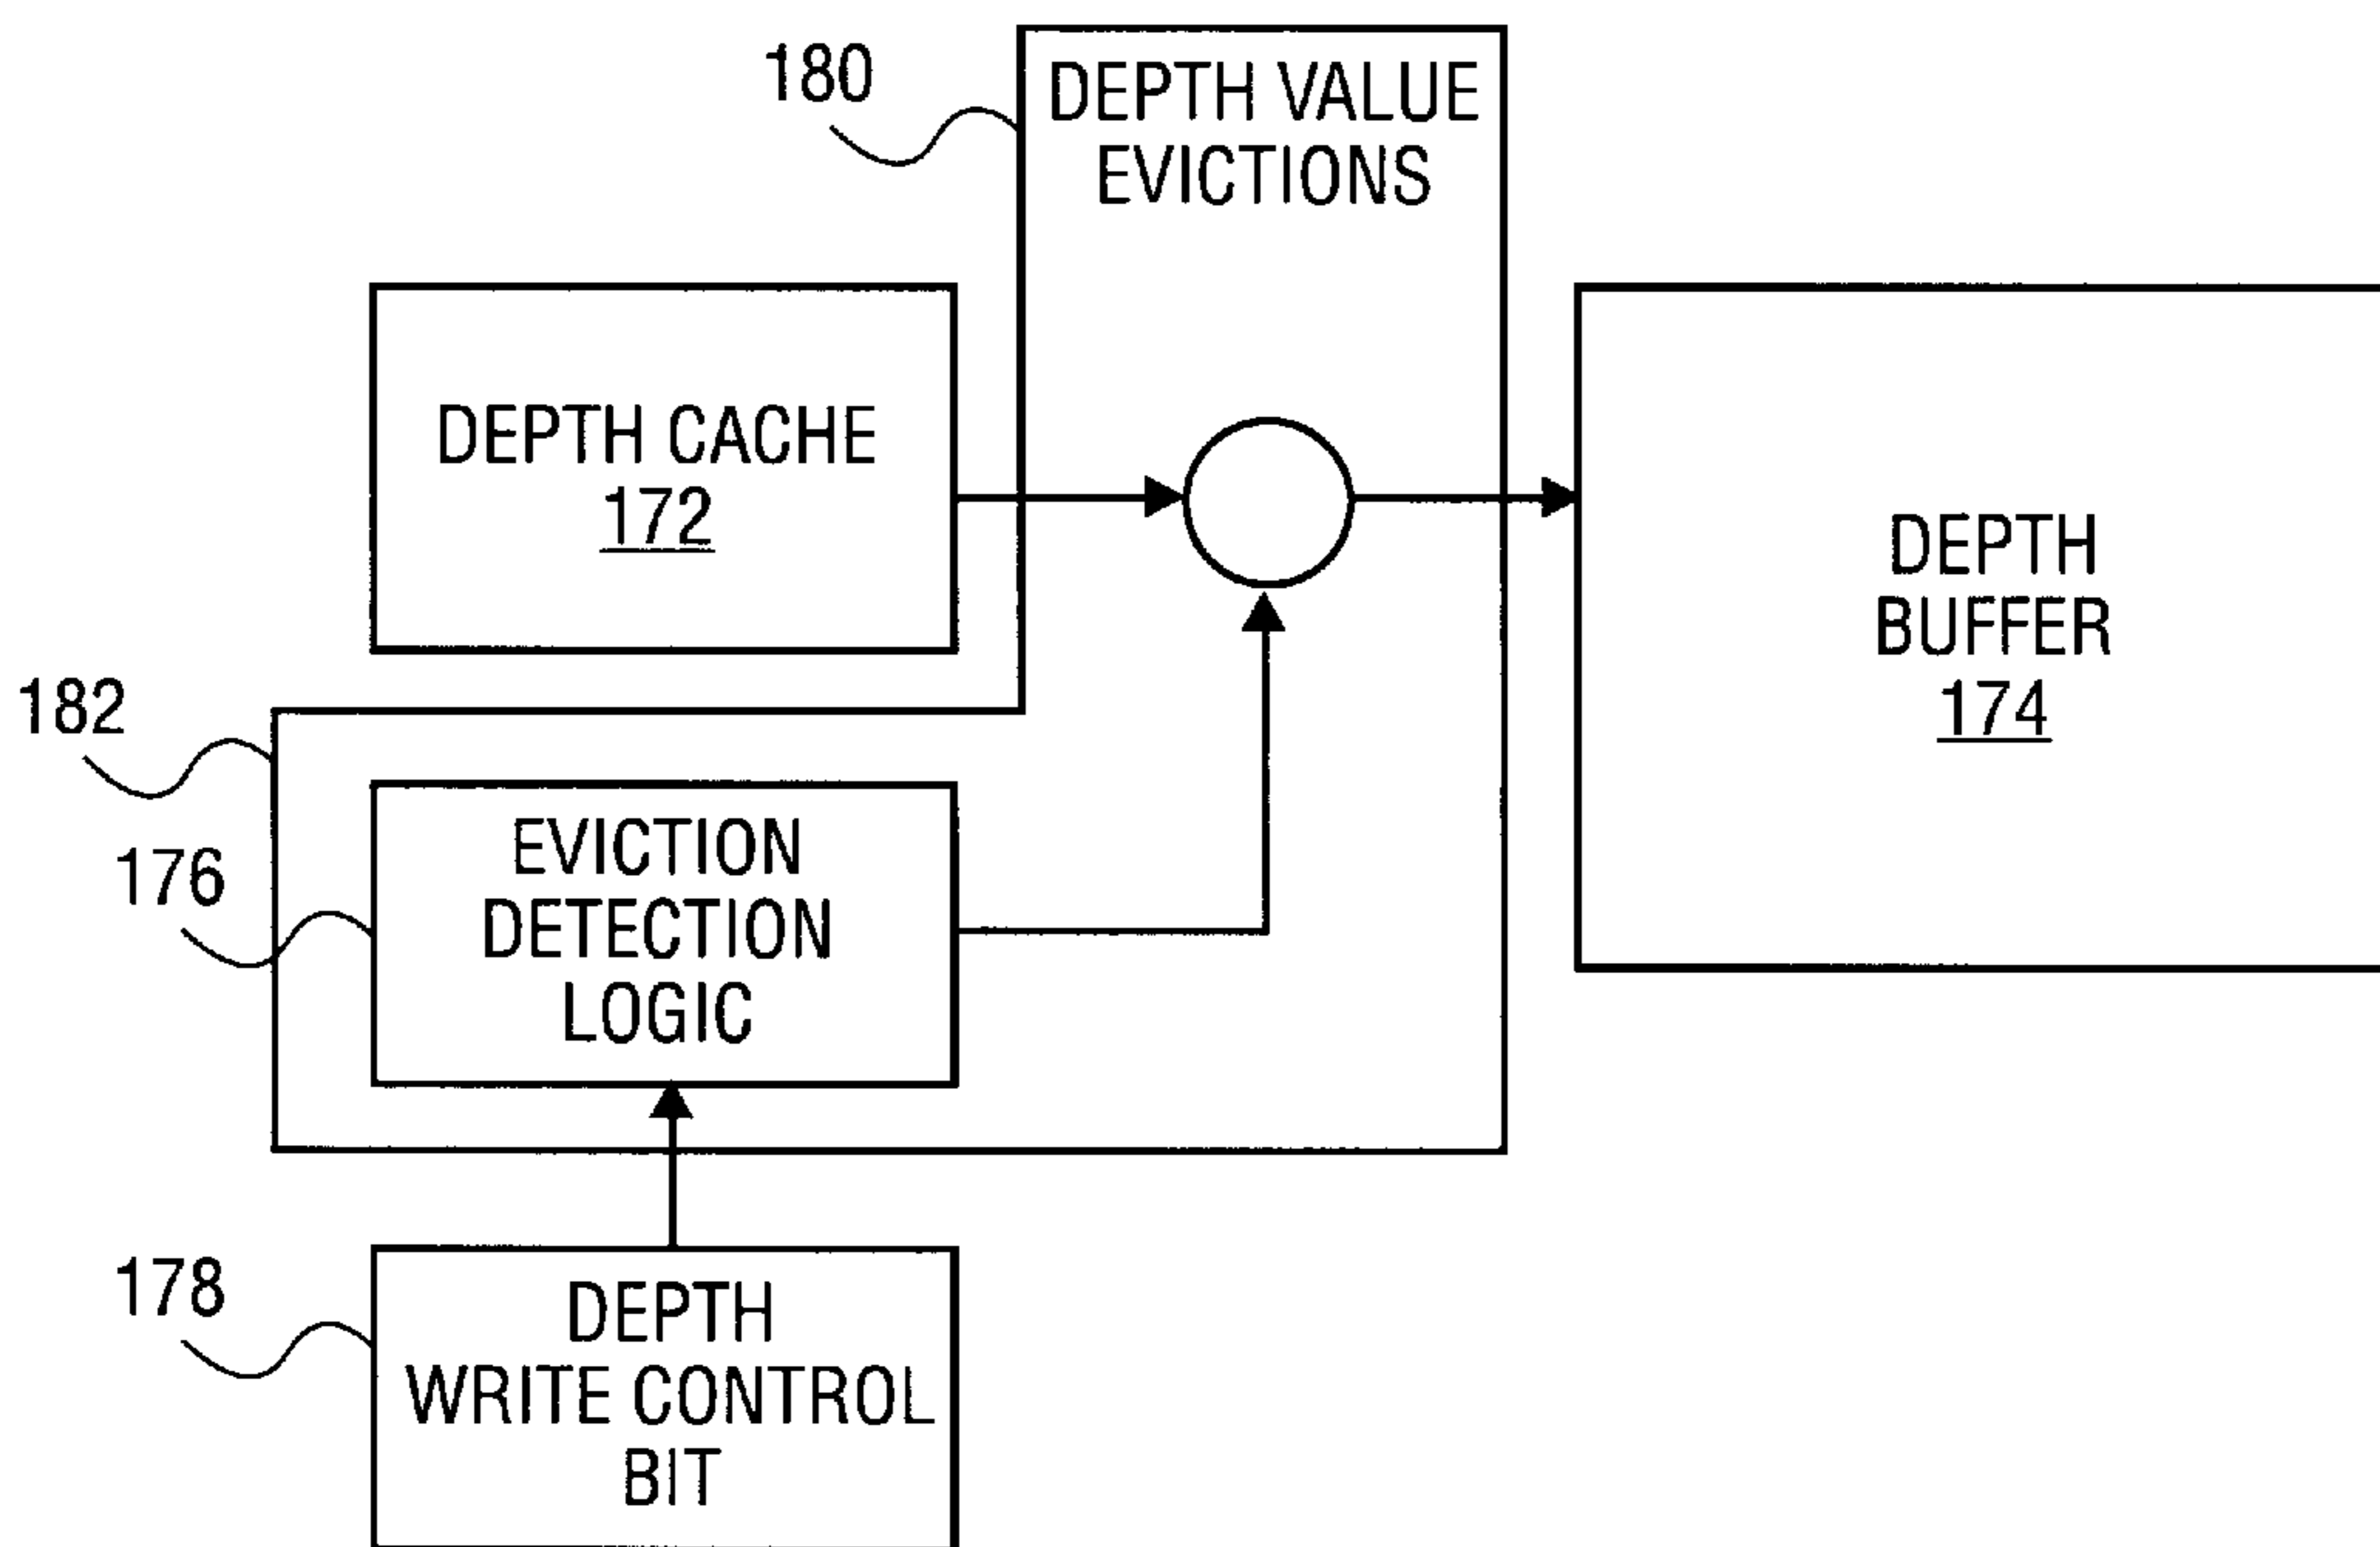 180
DEPTH VALUE
EVICTIONS
DEPTH CACHE
172
DEPTH
BUFFER
174
182
176
EVICTION
DETECTION
LOGIC
178
DEPTH
WRITE CONTROL
BIT